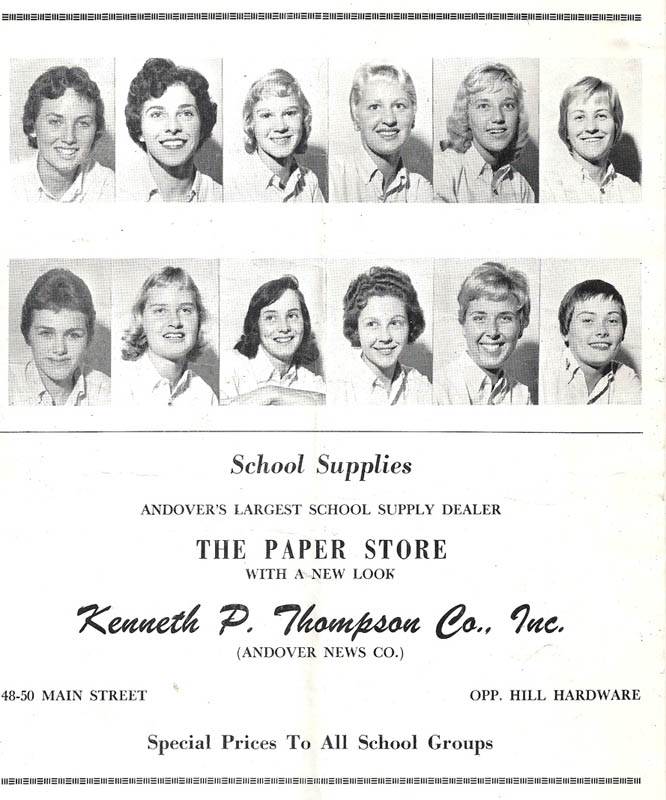 School Supplies
ANDOVER'S LARGEST SCHOOL SUPPLY DEALER
THE PAPER STORE
WITH A NEW LOOK
Kenneth P. Thompson Co., Inc.
(ANDOVER NEWS CO.)
48-50 MAIN STREET OPP. HILL HARDWARE
Special Prices To All School Groups